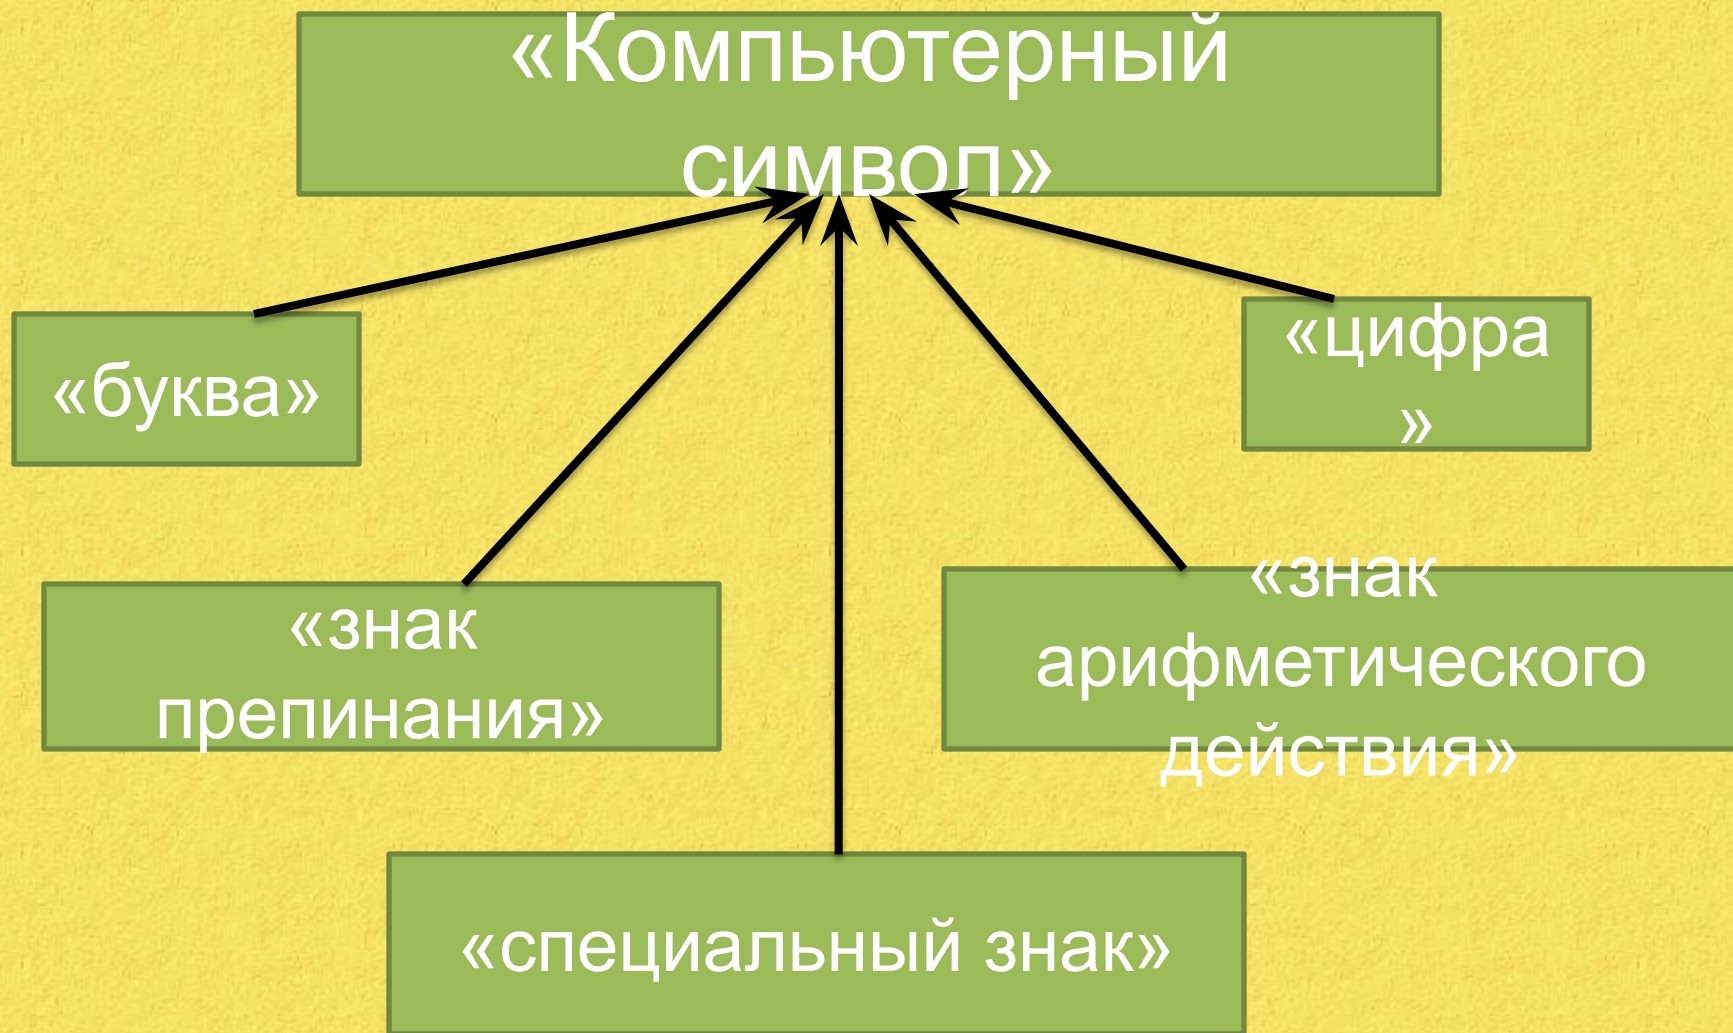 «Компьютерный
символ»
«буква»
«цифра
»
«знак
препинания»
«знак
арифметического
действия»
«специальный знак»